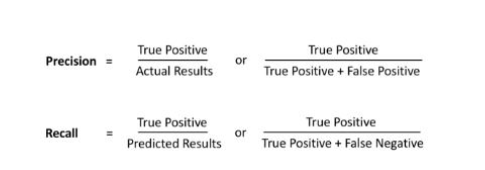 Precision = True Positive / Actual Results or True Positive / True Positive + False Positive
Recall = True Positive / Predicted Results or True Positive / True Positive + False Negative